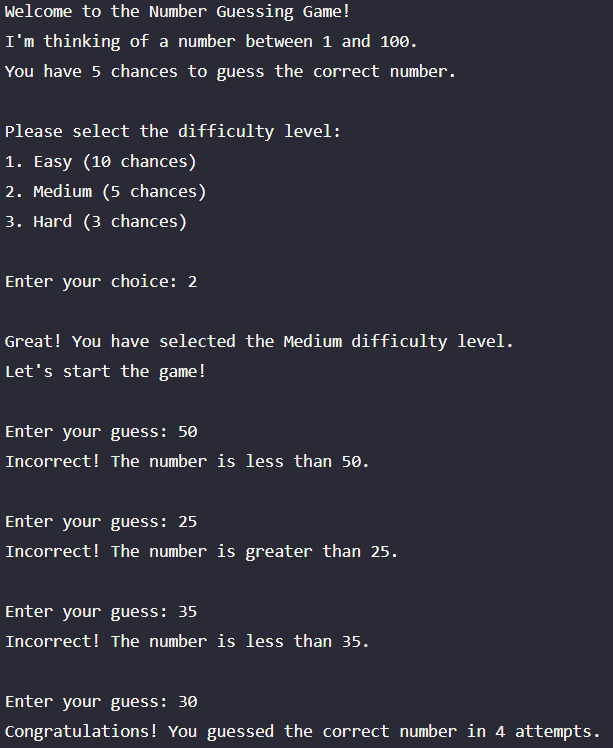 Welcome to the Number Guessing Game!
I'm thinking of a number between 1 and 100.
You have 5 chances to guess the correct number.
Please select the difficulty level:
1. Easy (10 chances)
2. Medium (5 chances)
3. Hard (3 chances)
Enter your choice: 2
Great! You have selected the Medium difficulty level.
Let's start the game!
Enter your guess: 50
Incorrect! The number is less than 50.
Enter your guess: 25
Incorrect! The number is greater than 25.
Enter your guess: 35
Incorrect! The number is less than 35.
Enter your guess: 30
Congratulations! You guessed the correct number in 4 attempts.